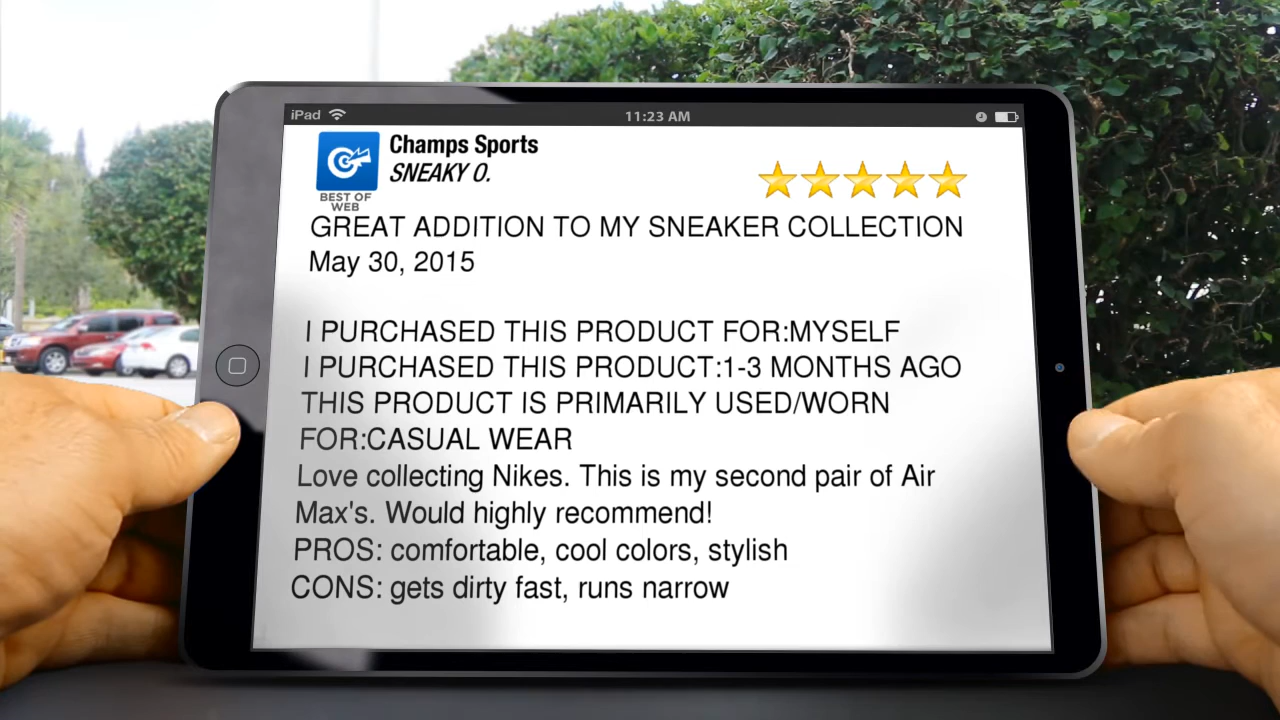 iPad
11:23 AM
Champs Sports
SNEAKY O.
BEST OF
WEB
GREAT ADDITION TO MY SNEAKER COLLECTION
May 30, 2015
I PURCHASED THIS PRODUCT FOR:MYSELF
I PURCHASED THIS PRODUCT:1-3 MONTHS AGO
THIS PRODUCT IS PRIMARILY USED/WORN
FOR:CASUAL WEAR
Love collecting Nikes. This is my second pair of Air
Max's. Would highly recommend!
PROS: comfortable, cool colors, stylish
CONS: gets dirty fast, runs narrow